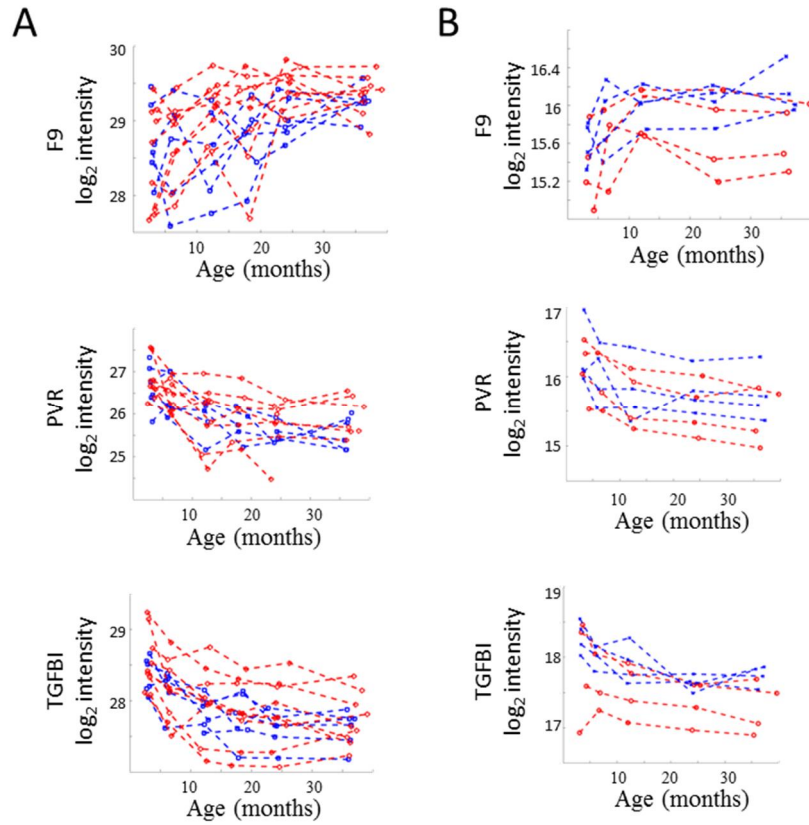 A
B
30
29
28
F9
log2 intensity
10
20
30
Age (months)
16.4
16
15.6
15.2
F9
log2 intensity
10
20
30
Age (months)
27
26
25
PVR
log2 intensity
10
20
30
Age (months)
17
16
15
PVR
log2 intensity
10
20
30
Age (months)
29
28
TGFBI
log2 intensity
10
20
30
Age (months)
19
18
17
TGFBI
log2 intensity
10
20
30
Age (months)